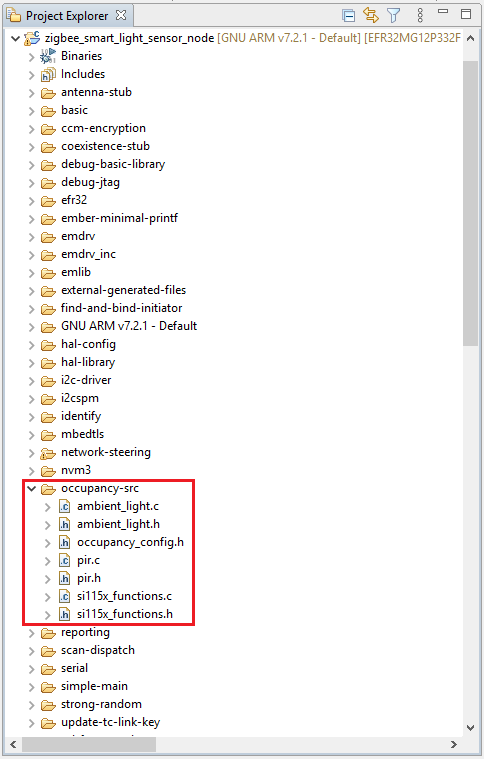 Project Explorer
zigbee_smart_light_sensor_node [GNU ARM v7.2.1 - Default] [EFR32MG12P332F
Binaries
Includes
antenna-stub
basic
ccm-encryption
coexistence-stub
debug-basic-library
debug-jtag
efr32
ember-minimal-printf
emdrv
emdrv_inc
emlib
external-generated-files
find-and-bind-initiator
GNU ARM v7.2.1 - Default
hal-config
hal-library
i2c-driver
i2cspm
identify
mbedtls
network-steering
nvm3
occupancy-src
ambient_light.c
ambient_light.h
occupancy_config.h
pir.c
pir.h
si115x_functions.c
si115x_functions.h
reporting
scan-dispatch
serial
simple-main
strong-random
update-tc-link-key